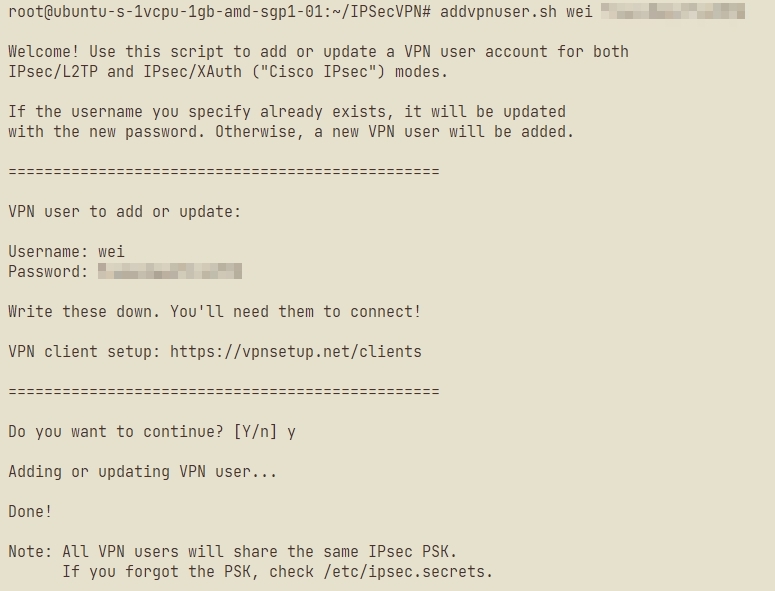 root@ubuntu-s-1vcpu-1gb-amd-sgp1-01:~/IPSecVPN# addvpnuser.sh wei
Welcome! Use this script to add or update a VPN user account for both
IPsec/L2TP and IPsec/XAuth ("Cisco IPsec") modes.
If the username you specify already exists, it will be updated
with the new password. Otherwise, a new VPN user will be added.
================================================
VPN user to add or update:
Username: wei
Password:
Write these down. You'll need them to connect!
VPN client setup: https://vpnsetup.net/clients
================================================
Do you want to continue? [Y/n] y
Adding or updating VPN user...
Done!
Note: All VPN users will share the same IPsec PSK.
      If you forgot the PSK, check /etc/ipsec.secrets.